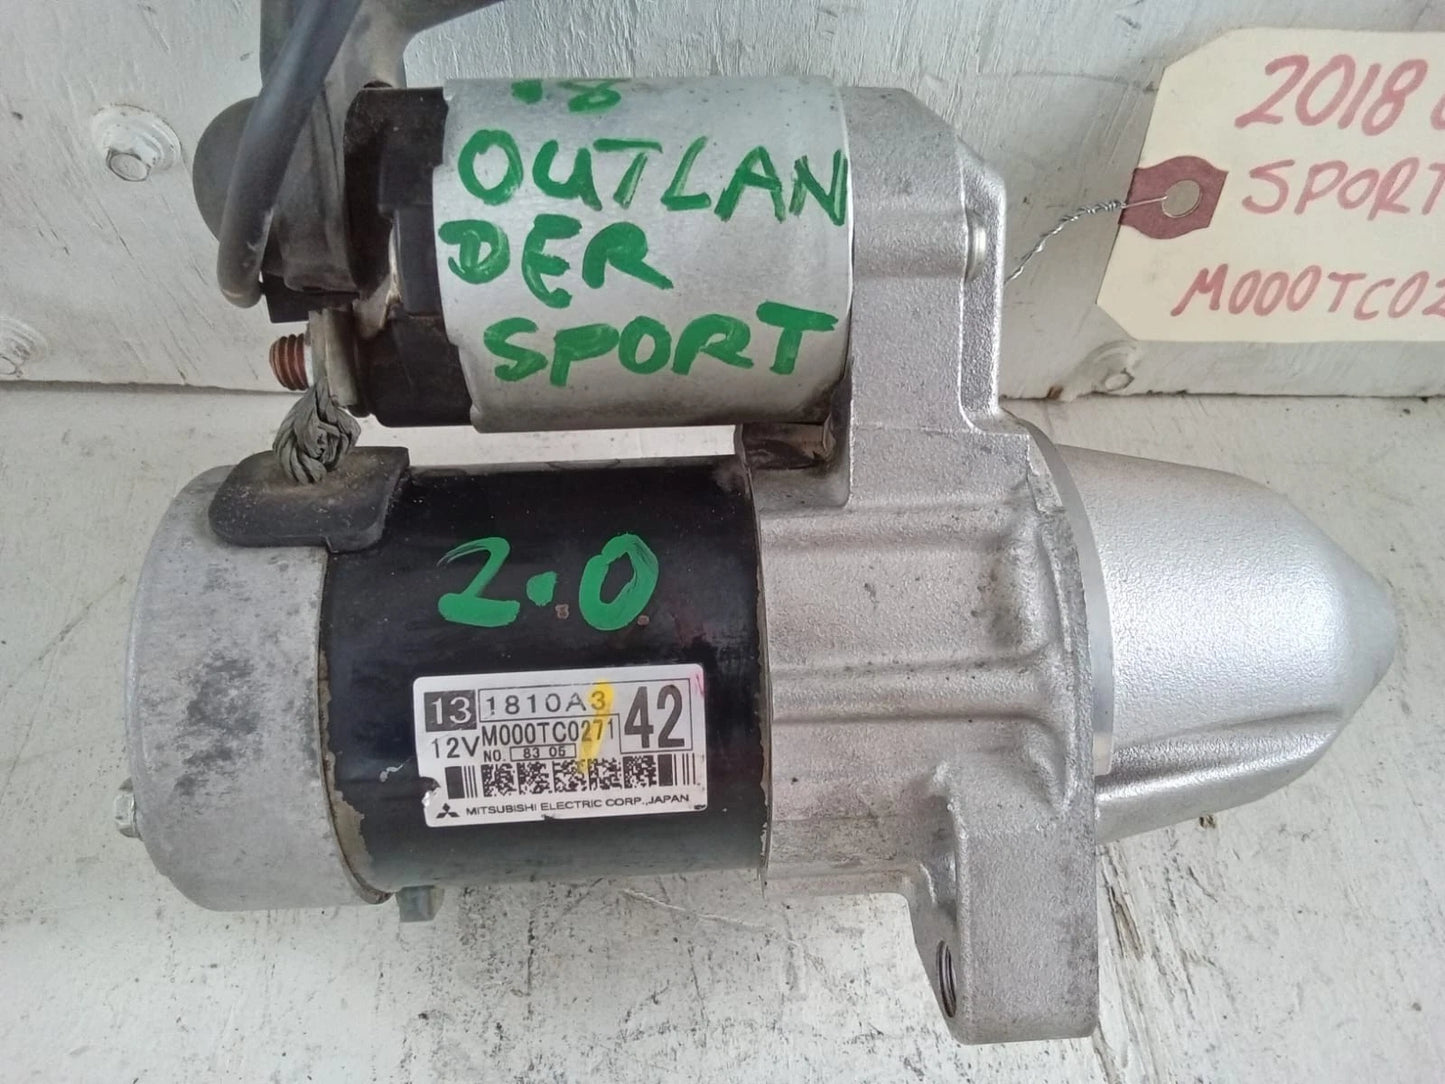 '18
OUTLAN
DER
SPORT
2.0
13 1810A3 42
12V M000TC0271
NO. 83 05
MITSUBISHI ELECTRIC CORP., JAPAN
2018
SPORT
M000TC02